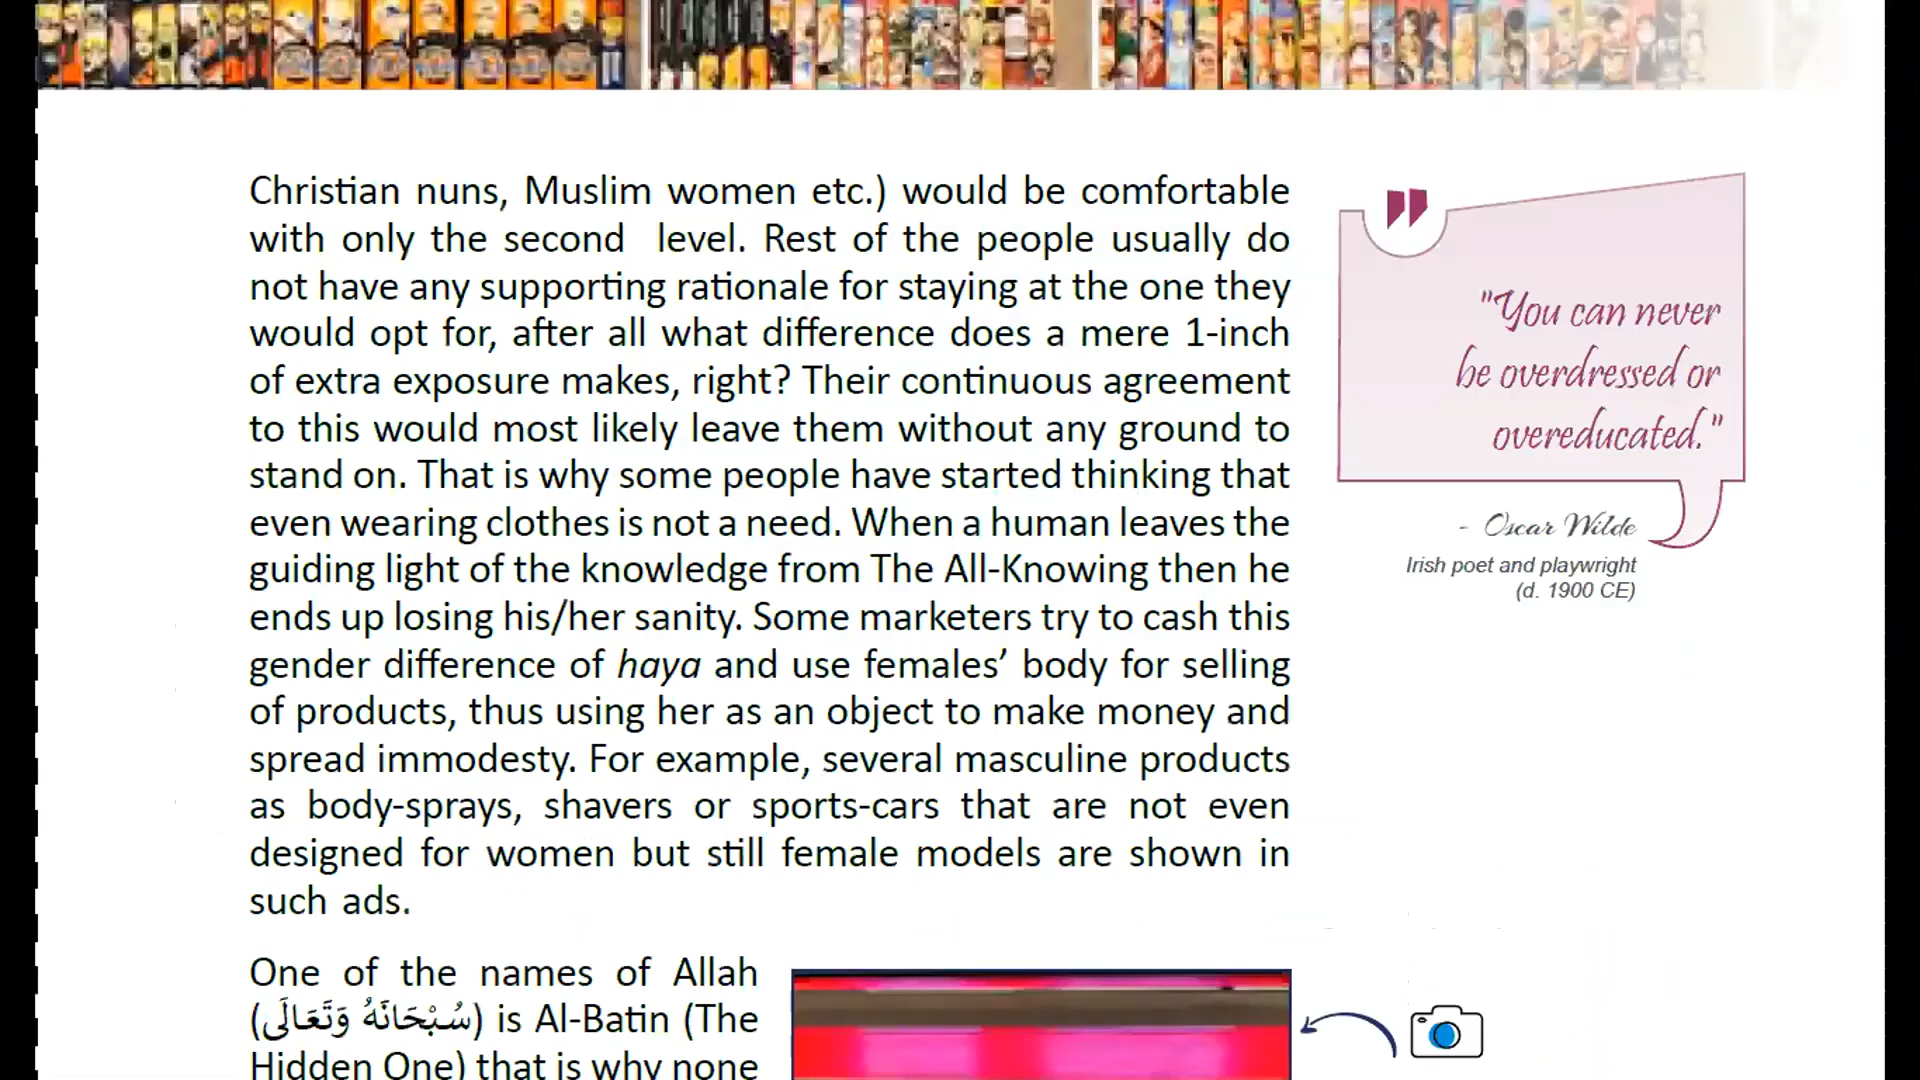 Christian nuns, Muslim women etc.) would be comfortable
with only the second level. Rest of the people usually do
not have any supporting rationale for staying at the one they
would opt for, after all what difference does a mere 1-inch
of extra exposure makes, right? Their continuous agreement
to this would most likely leave them without any ground to
stand on. That is why some people have started thinking that
even wearing clothes is not a need. When a human leaves the
guiding light of the knowledge from The All-Knowing then he
ends up losing his/her sanity. Some marketers try to cash this
gender difference of haya and use females’ body for selling
of products, thus using her as an object to make money and
spread immodesty. For example, several masculine products
as body-sprays, shavers or sports-cars that are not even
designed for women but still female models are shown in
such ads.
One of the names of Allah
(سُبْحَانَهُ وَتَعَالَى) is Al-Batin (The
Hidden One) that is why none
"You can never
be overdressed or
overeducated."
- Oscar Wilde
Irish poet and playwright
(d. 1900 CE)